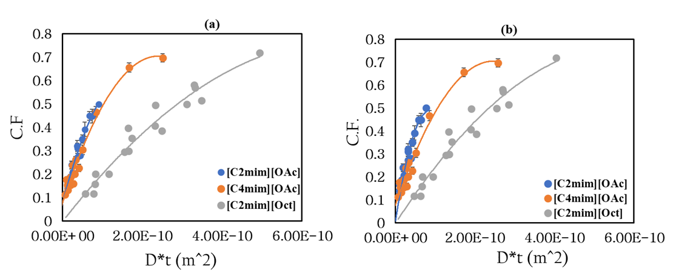 (a)
0.8
0.7
0.6
0.5
0.4
0.3
0.2
0.1
0
C.F
[C2mim][OAc]
[C4mim][OAc]
[C2mim][Oct]
0.00E+00 2.00E-10 4.00E-10 6.00E-10
D*t (m^2)
(b)
0.8
0.7
0.6
0.5
0.4
0.3
0.2
0.1
0
C.F.
[C2mim][OAc]
[C4mim][OAc]
[C2mim][Oct]
0.00E+00 2.00E-10 4.00E-10 6.00E-10
D*t (m^2)